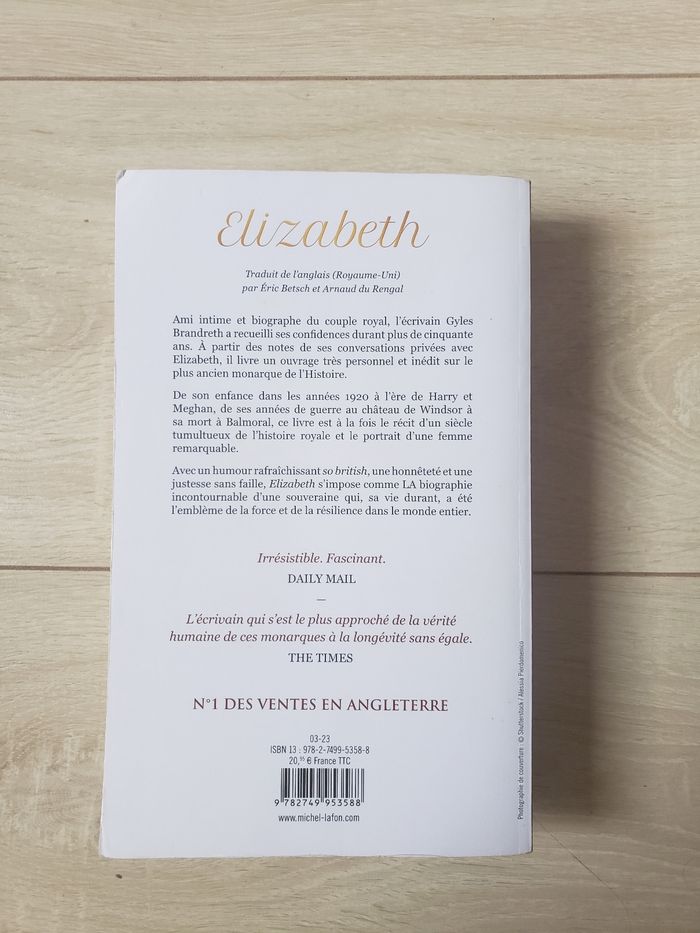 Elizabeth
Traduit de l'anglais (Royaume-Uni)
par Éric Betsch et Arnaud du Rengal
Ami intime et biographe du couple royal, l'écrivain Gyles
Brandreth a recueilli ses confidences durant plus de cinquante
ans. À partir des notes de ses conversations privées avec
Elizabeth, il livre un ouvrage très personnel et inédit sur le
plus ancien monarque de l'Histoire.
De son enfance dans les années 1920 à l'ère de Harry et
Meghan, de ses années de guerre au château de Windsor à
sa mort à Balmoral, ce livre est à la fois le récit d'un siècle
tumultueux de l'histoire royale et le portrait d'une femme
remarquable.
Avec un humour rafraîchissant so british, une honnêteté et une
justesse sans faille, Elizabeth s'impose comme LA biographie
incontournable d'une souveraine qui, sa vie durant, a été
l'emblème de la force et de la résilience dans le monde entier.
Irrésistible. Fascinant.
DAILY MAIL
—
L'écrivain qui s'est le plus approché de la vérité
humaine de ces monarques à la longévité sans égale.
THE TIMES
N°1 DES VENTES EN ANGLETERRE
03-23
ISBN 13 : 978-2-7499-5358-8
20,95 € France TTC
9 782749 953588
www.michel-lafon.com
Photographie de couverture : © Shutterstock / Alessia Pierdomenico